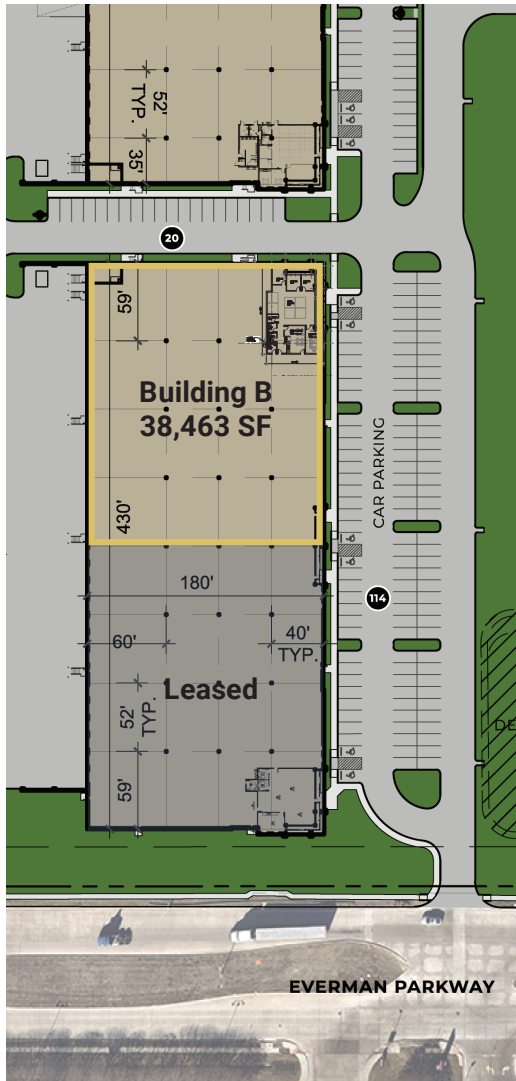 52'
TYP.
35'
20
59'
Building B
38,463 SF
430'
CAR PARKING
180'
114
60'
40'
TYP.
Leased
52'
TYP.
59'
DE
EVERMAN PARKWAY